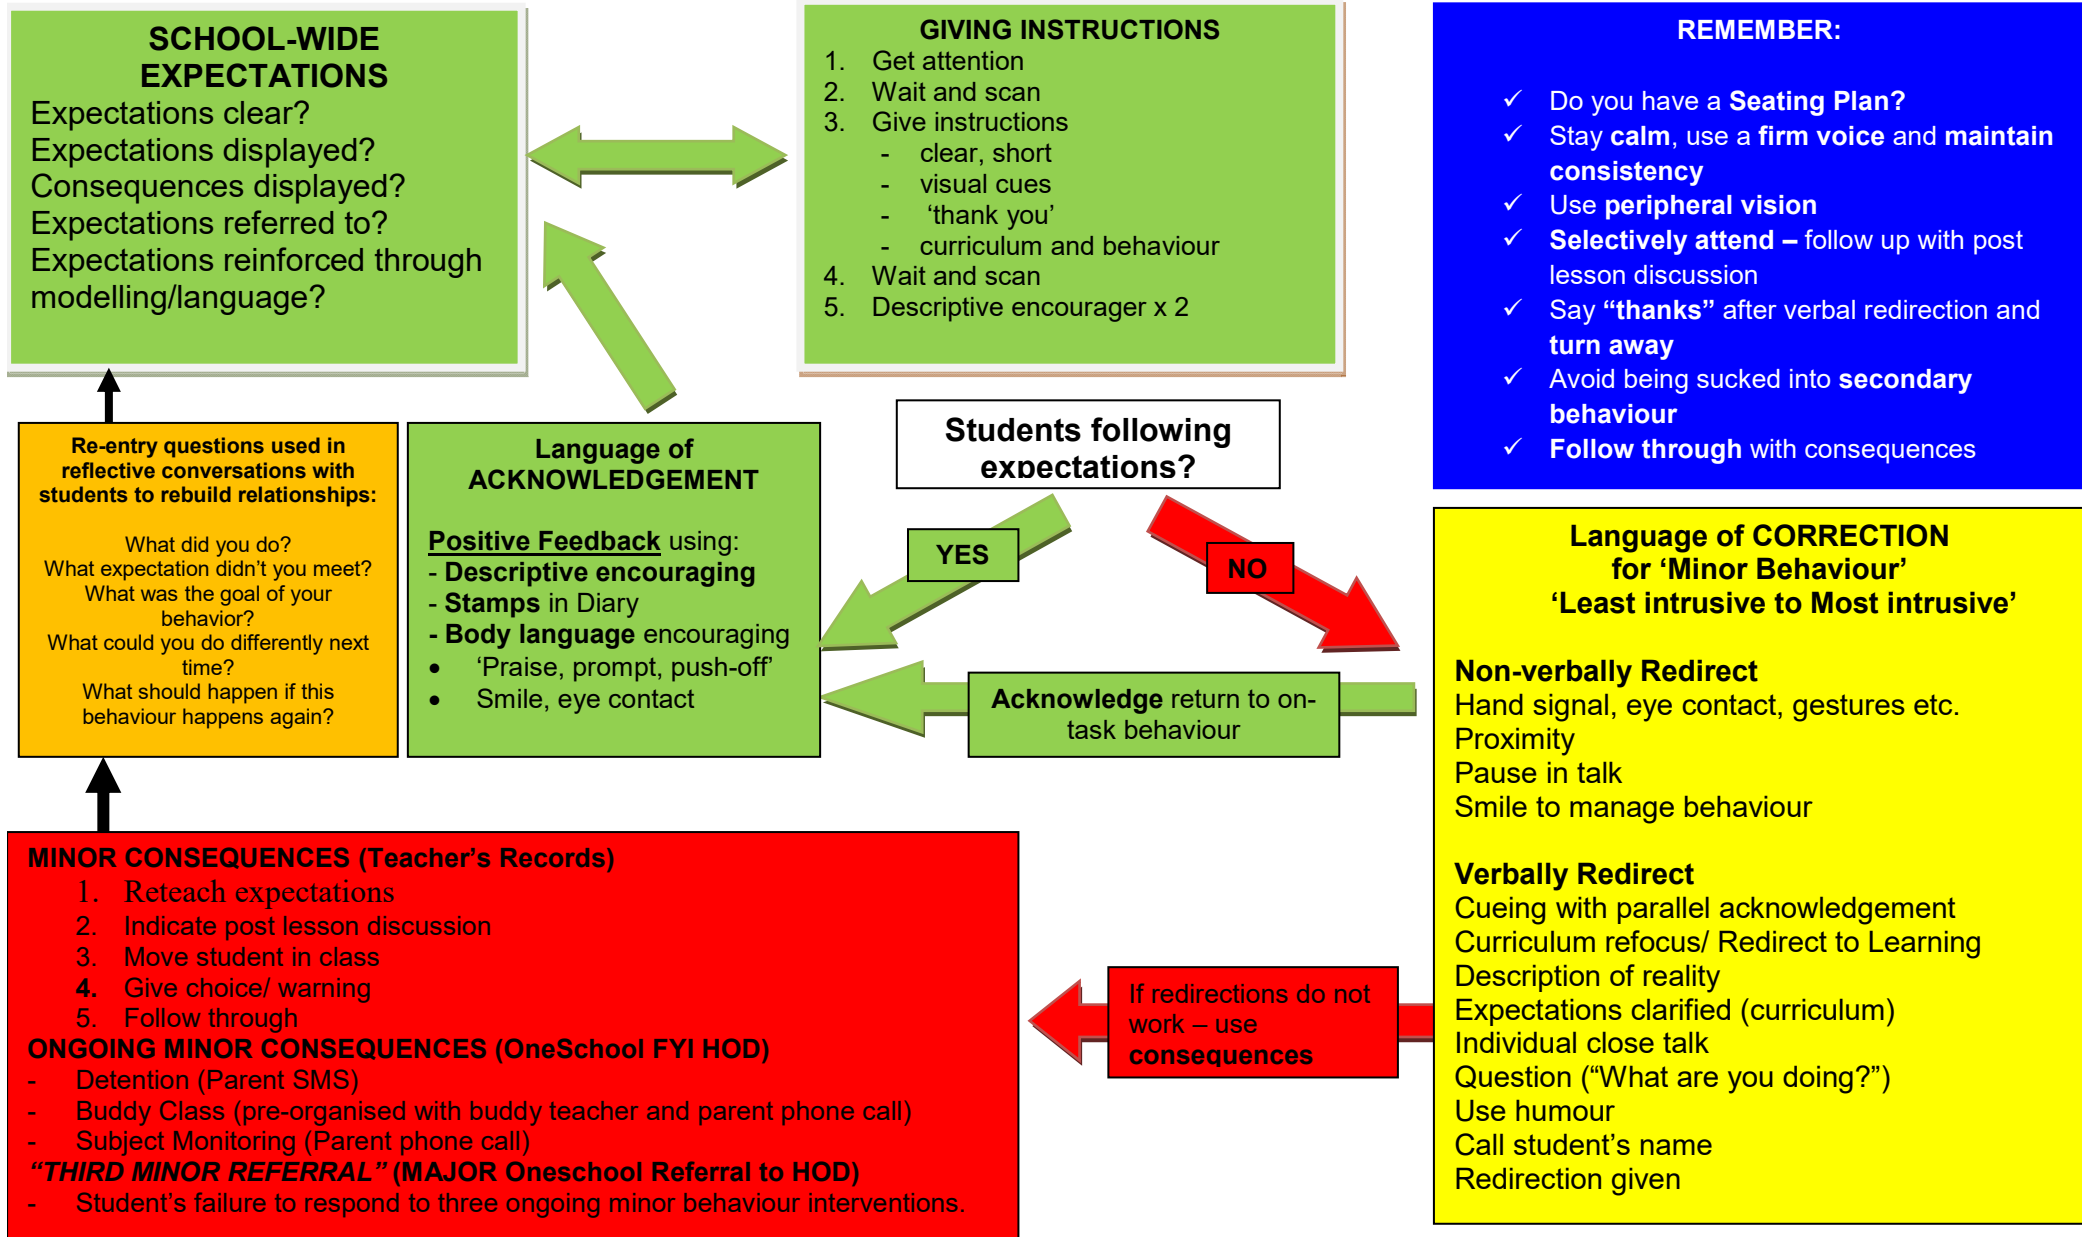 SCHOOL-WIDE
EXPECTATIONS
Expectations clear?
Expectations displayed?
Consequences displayed?
Expectations referred to?
Expectations reinforced through
modelling/language?
GIVING INSTRUCTIONS
1. Get attention
2. Wait and scan
3. Give instructions
- clear, short
- visual cues
- ‘thank you’
- curriculum and behaviour
4. Wait and scan
5. Descriptive encourager x 2
REMEMBER:
✓ Do you have a Seating Plan?
✓ Stay calm, use a firm voice and maintain
consistency
✓ Use peripheral vision
✓ Selectively attend – follow up with post
lesson discussion
✓ Say “thanks” after verbal redirection and
turn away
✓ Avoid being sucked into secondary
behaviour
✓ Follow through with consequences
Re-entry questions used in
reflective conversations with
students to rebuild relationships:
What did you do?
What expectation didn’t you meet?
What was the goal of your
behavior?
What could you do differently next
time?
What should happen if this
behaviour happens again?
Language of
ACKNOWLEDGEMENT
Positive Feedback using:
- Descriptive encouraging
- Stamps in Diary
- Body language encouraging
• ‘Praise, prompt, push-off’
• Smile, eye contact
Students following
expectations?
YES
NO
Acknowledge return to on-
task behaviour
Language of CORRECTION
for ‘Minor Behaviour’
‘Least intrusive to Most intrusive’
Non-verbally Redirect
Hand signal, eye contact, gestures etc.
Proximity
Pause in talk
Smile to manage behaviour
Verbally Redirect
Cueing with parallel acknowledgement
Curriculum refocus/ Redirect to Learning
Description of reality
Expectations clarified (curriculum)
Individual close talk
Question (“What are you doing?”)
Use humour
Call student’s name
Redirection given
If redirections do not
work – use
consequences
MINOR CONSEQUENCES (Teacher’s Records)
1. Reteach expectations
2. Indicate post lesson discussion
3. Move student in class
4. Give choice/ warning
5. Follow through
ONGOING MINOR CONSEQUENCES (OneSchool FYI HOD)
- Detention (Parent SMS)
- Buddy Class (pre-organised with buddy teacher and parent phone call)
- Subject Monitoring (Parent phone call)
“THIRD MINOR REFERRAL” (MAJOR Oneschool Referral to HOD)
- Student’s failure to respond to three ongoing minor behaviour interventions.